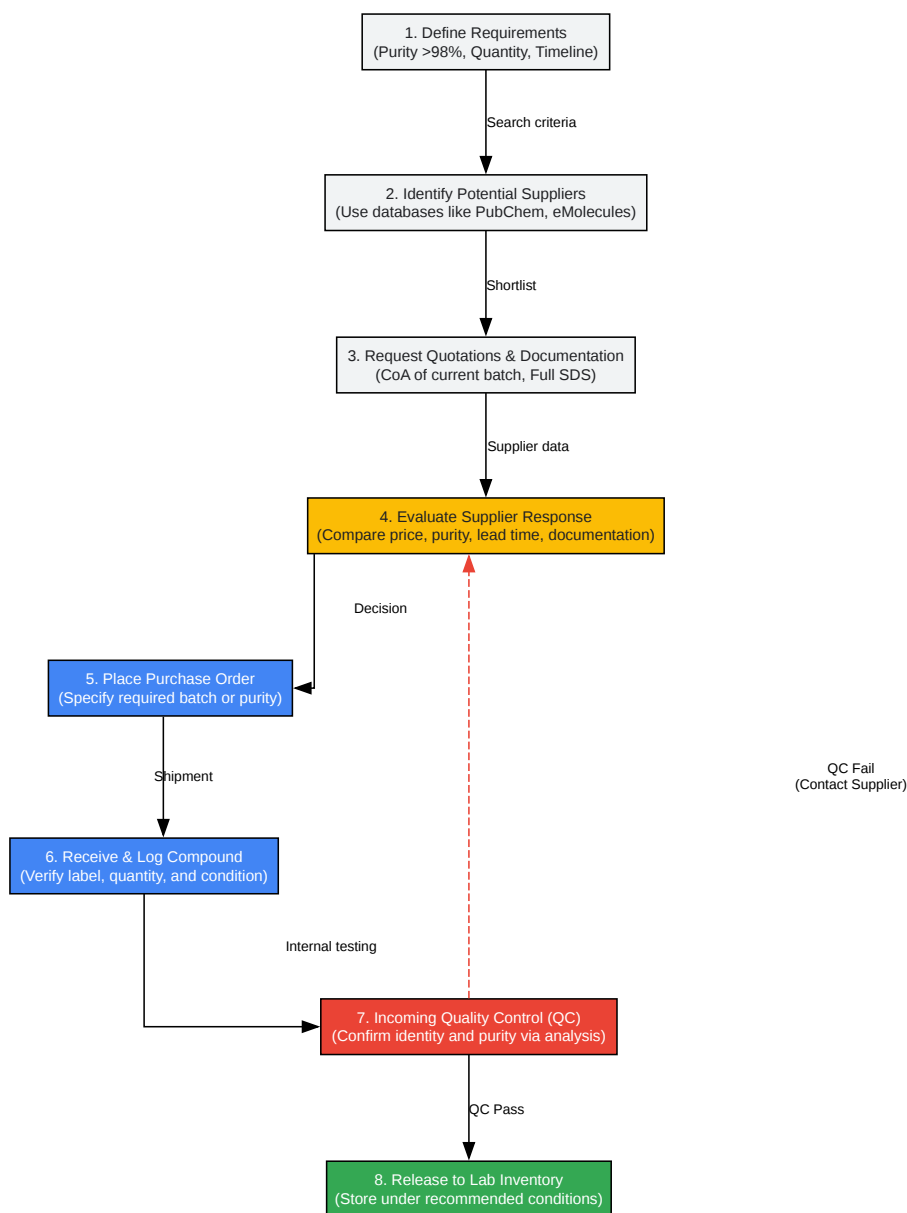 1. Define Requirements
(Purity >98%, Quantity, Timeline)
Search criteria
2. Identify Potential Suppliers
(Use databases like PubChem, eMolecules)
Shortlist
3. Request Quotations & Documentation
(CoA of current batch, Full SDS)
Supplier data
4. Evaluate Supplier Response
(Compare price, purity, lead time, documentation)
Decision
5. Place Purchase Order
(Specify required batch or purity)
Shipment
QC Fail
(Contact Supplier)
6. Receive & Log Compound
(Verify label, quantity, and condition)
Internal testing
7. Incoming Quality Control (QC)
(Confirm identity and purity via analysis)
QC Pass
8. Release to Lab Inventory
(Store under recommended conditions)